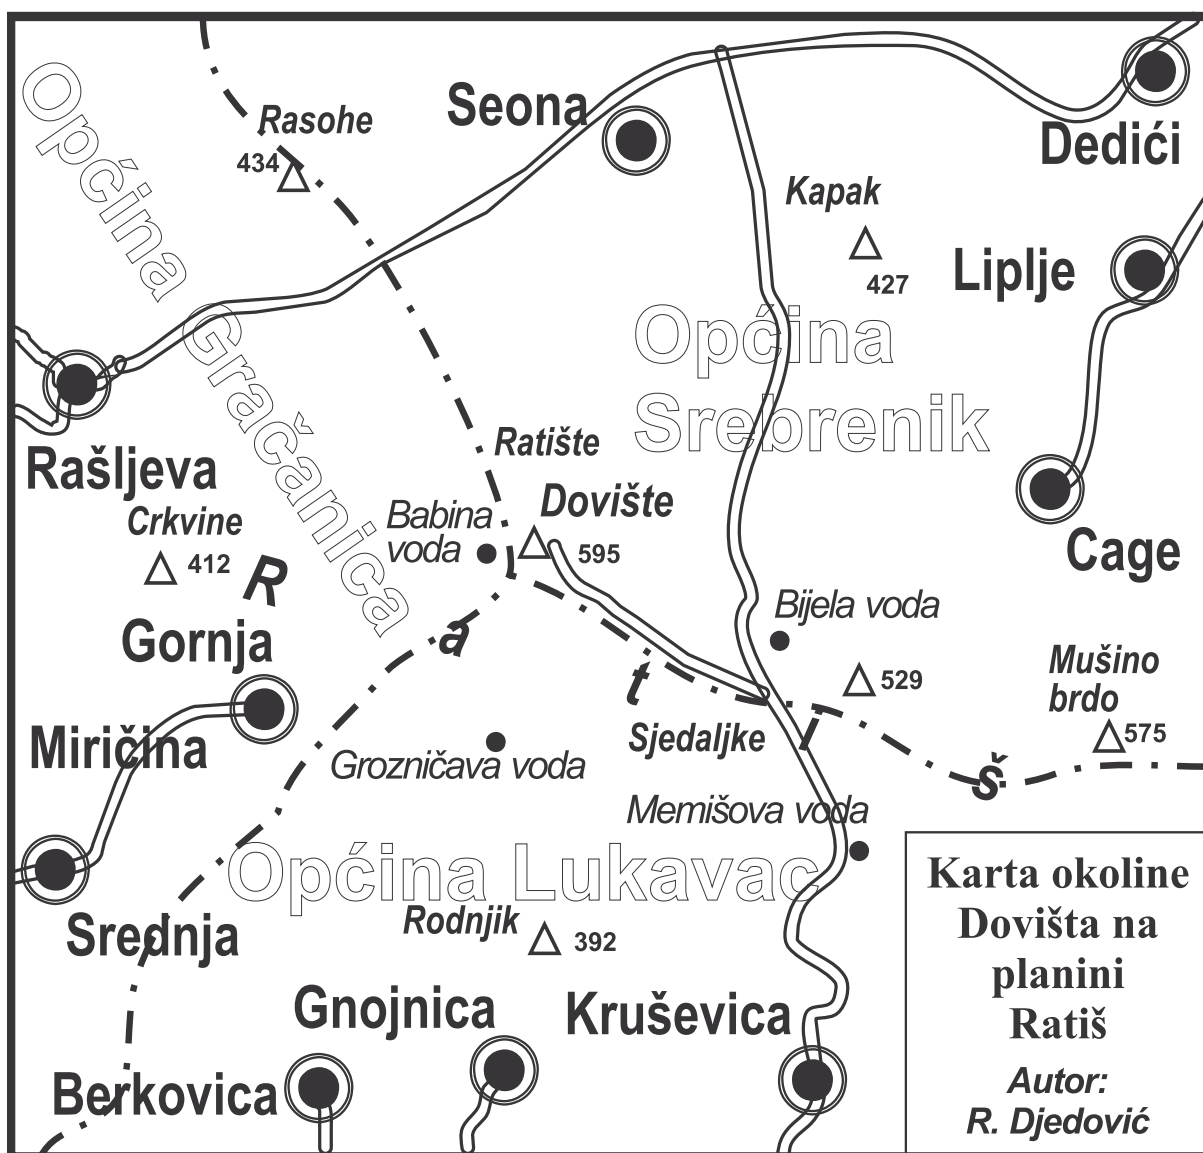 Seona
Dedići
Rasohe
434
Kapak
427
Liplje
Općina
Gračanica
Općina
Srebrenik
Rašljeva
Ratište
Dovište
595
Babina
voda
Crkvine
412
Cage
Bijela voda
R
a
t
i
š
Gornja
Miričina
529
Mušino
brdo
575
Sjedaljke
Grozničava voda
Memišova voda
Općina Lukavac
Srednja
Rodnjik
392
Gnojnica
Kruševica
Berkovica
Karta okoline
Dovišta na
planini
Ratiš
Autor:
R. Djedović